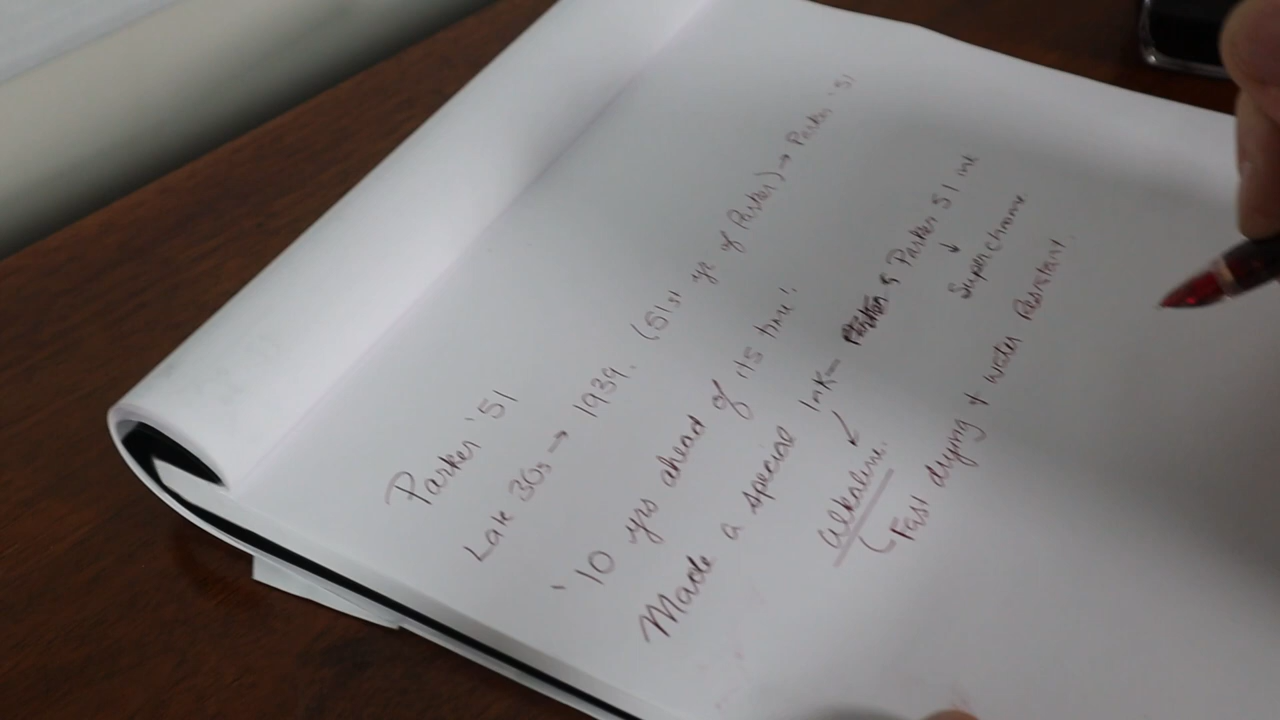 Parker '51
Late 30s → 1939. (51st yr of Parker) → Parker '51
'10 yrs ahead of its time'.
Made a special Ink — & Parker 51 ink
↓
Superchrome
↙
alkaline.
Fast drying + water Resistant.